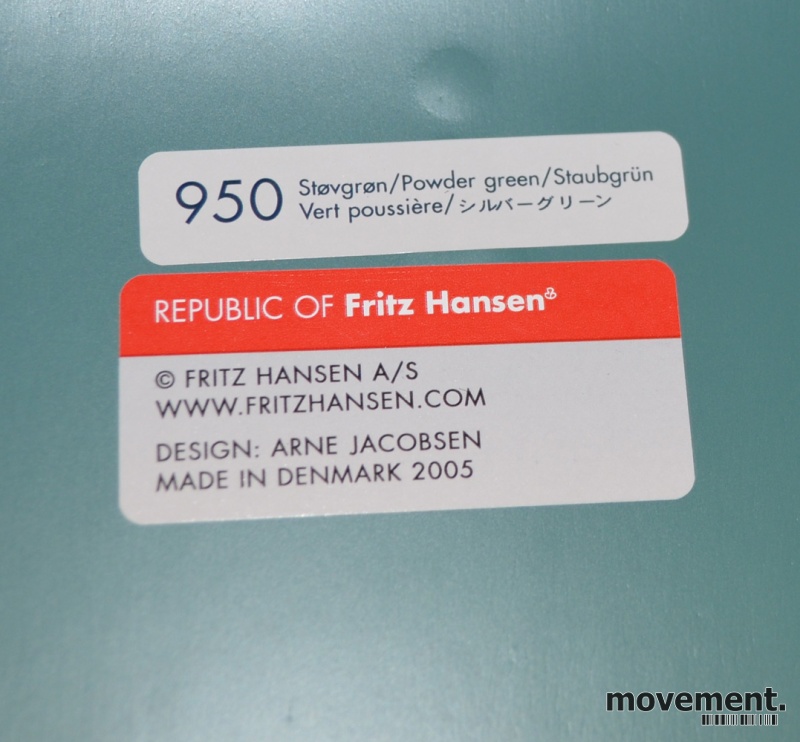 950 Støvgrøn/Powder green/Staubgrün
Vert poussière/シルバーグリーン
REPUBLIC OF Fritz Hansen
© FRITZ HANSEN A/S
WWW.FRITZHANSEN.COM
DESIGN: ARNE JACOBSEN
MADE IN DENMARK 2005
movement.